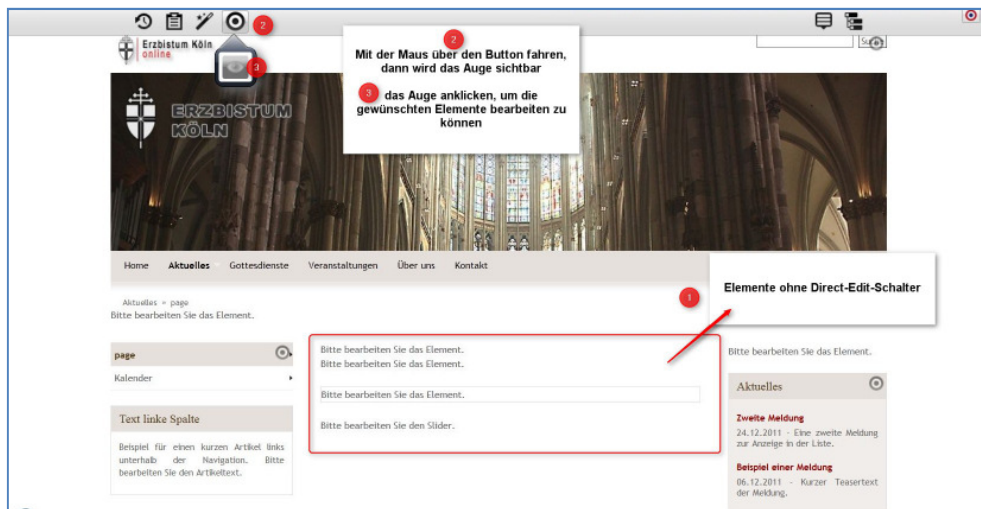 2
3
Erzbistum Köln
online
2
Mit der Maus über den Button fahren,
dann wird das Auge sichtbar
3 das Auge anklicken, um die
gewünschten Elemente bearbeiten zu
können
ERZBISTUM
KÖLN
Home Aktuelles Gottesdienste Veranstaltungen Über uns Kontakt
1
Elemente ohne Direct-Edit-Schalter
Aktuelles » page
Bitte bearbeiten Sie das Element.
page
Kalender
Text linke Spalte
Beispiel für einen kurzen Artikel links
unterhalb der Navigation. Bitte
bearbeiten Sie den Artikeltext.
Bitte bearbeiten Sie das Element.
Bitte bearbeiten Sie das Element.
Bitte bearbeiten Sie das Element.
Bitte bearbeiten Sie den Slider.
Bitte bearbeiten Sie das Element.
Aktuelles
Zweite Meldung
24.12.2011 - Eine zweite Meldung
zur Anzeige in der Liste.
Beispiel einer Meldung
06.12.2011 - Kurzer Teasertext
der Meldung.